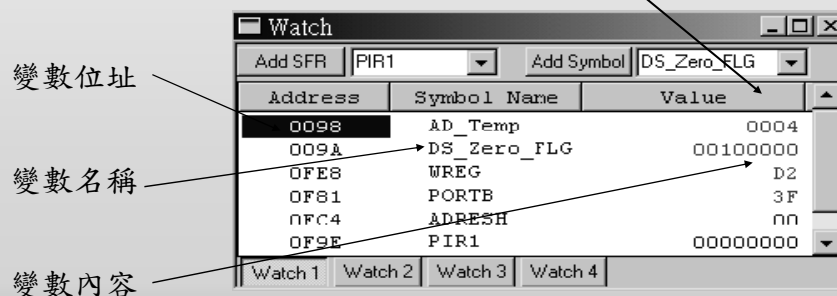 Watch
Add SFR PIR1 Add Symbol DS_Zero_FLG
Address Symbol Name Value
0098 AD_Temp 0004
009A DS_Zero_FLG 00100000
0FE8 WREG D2
0F81 PORTB 3F
0FC4 ADRESH 00
0F9E PIR1 00000000
Watch 1 Watch 2 Watch 3 Watch 4
變數位址
變數名稱
變數內容